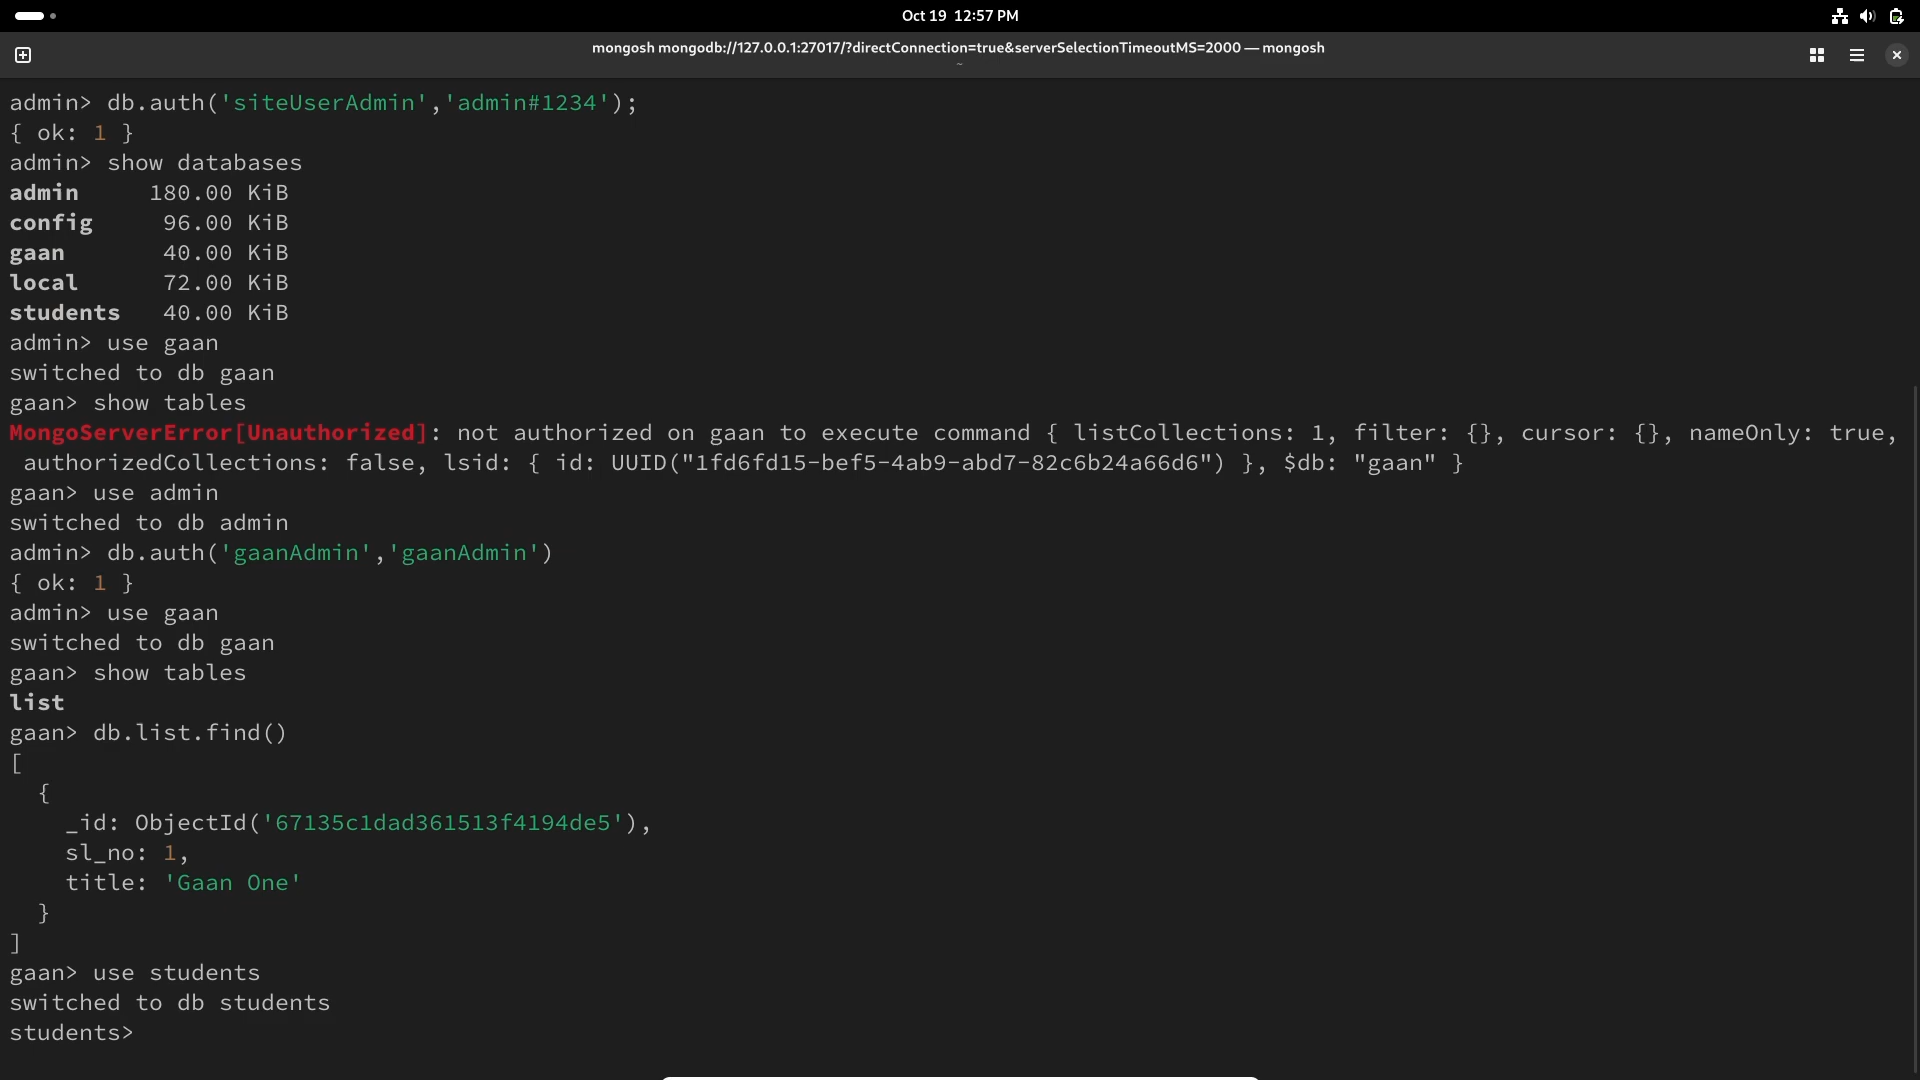 Oct 19 12:57 PM
mongosh mongodb://127.0.0.1:27017/?directConnection=true&serverSelectionTimeoutMS=2000 — mongosh
~
admin> db.auth('siteUserAdmin','admin#1234');
{ ok: 1 }
admin> show databases
admin     180.00 KiB
config     96.00 KiB
gaan       40.00 KiB
local      72.00 KiB
students   40.00 KiB
admin> use gaan
switched to db gaan
gaan> show tables
MongoServerError[Unauthorized]: not authorized on gaan to execute command { listCollections: 1, filter: {}, cursor: {}, nameOnly: true,
 authorizedCollections: false, lsid: { id: UUID("1fd6fd15-bef5-4ab9-abd7-82c6b24a66d6") }, $db: "gaan" }
gaan> use admin
switched to db admin
admin> db.auth('gaanAdmin','gaanAdmin')
{ ok: 1 }
admin> use gaan
switched to db gaan
gaan> show tables
list
gaan> db.list.find()
[
  {
    _id: ObjectId('67135c1dad361513f4194de5'),
    sl_no: 1,
    title: 'Gaan One'
  }
]
gaan> use students
switched to db students
students>